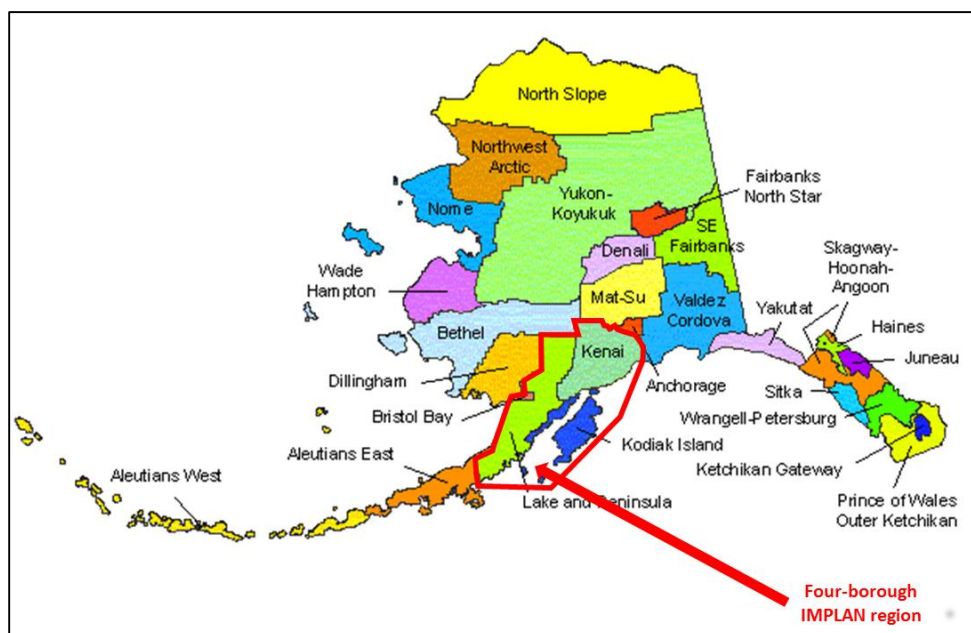 North Slope
Northwest
Arctic
Yukon-
Koyukuk
Fairbanks
North Star
Nome
SE
Fairbanks
Denali
Skagway-
Hoonah-
Angoon
Wade
Hampton
Mat-Su
Valdez
Cordova
Yakutat
Haines
Bethel
Kenai
Juneau
Dillingham
Anchorage
Sitka
Bristol Bay
Wrangell-Petersburg
Kodiak Island
Aleutians East
Ketchikan
Gateway
Aleutians West
Lake and Peninsula
Prince of Wales
Outer Ketchikan
Four-borough
IMPLAN region